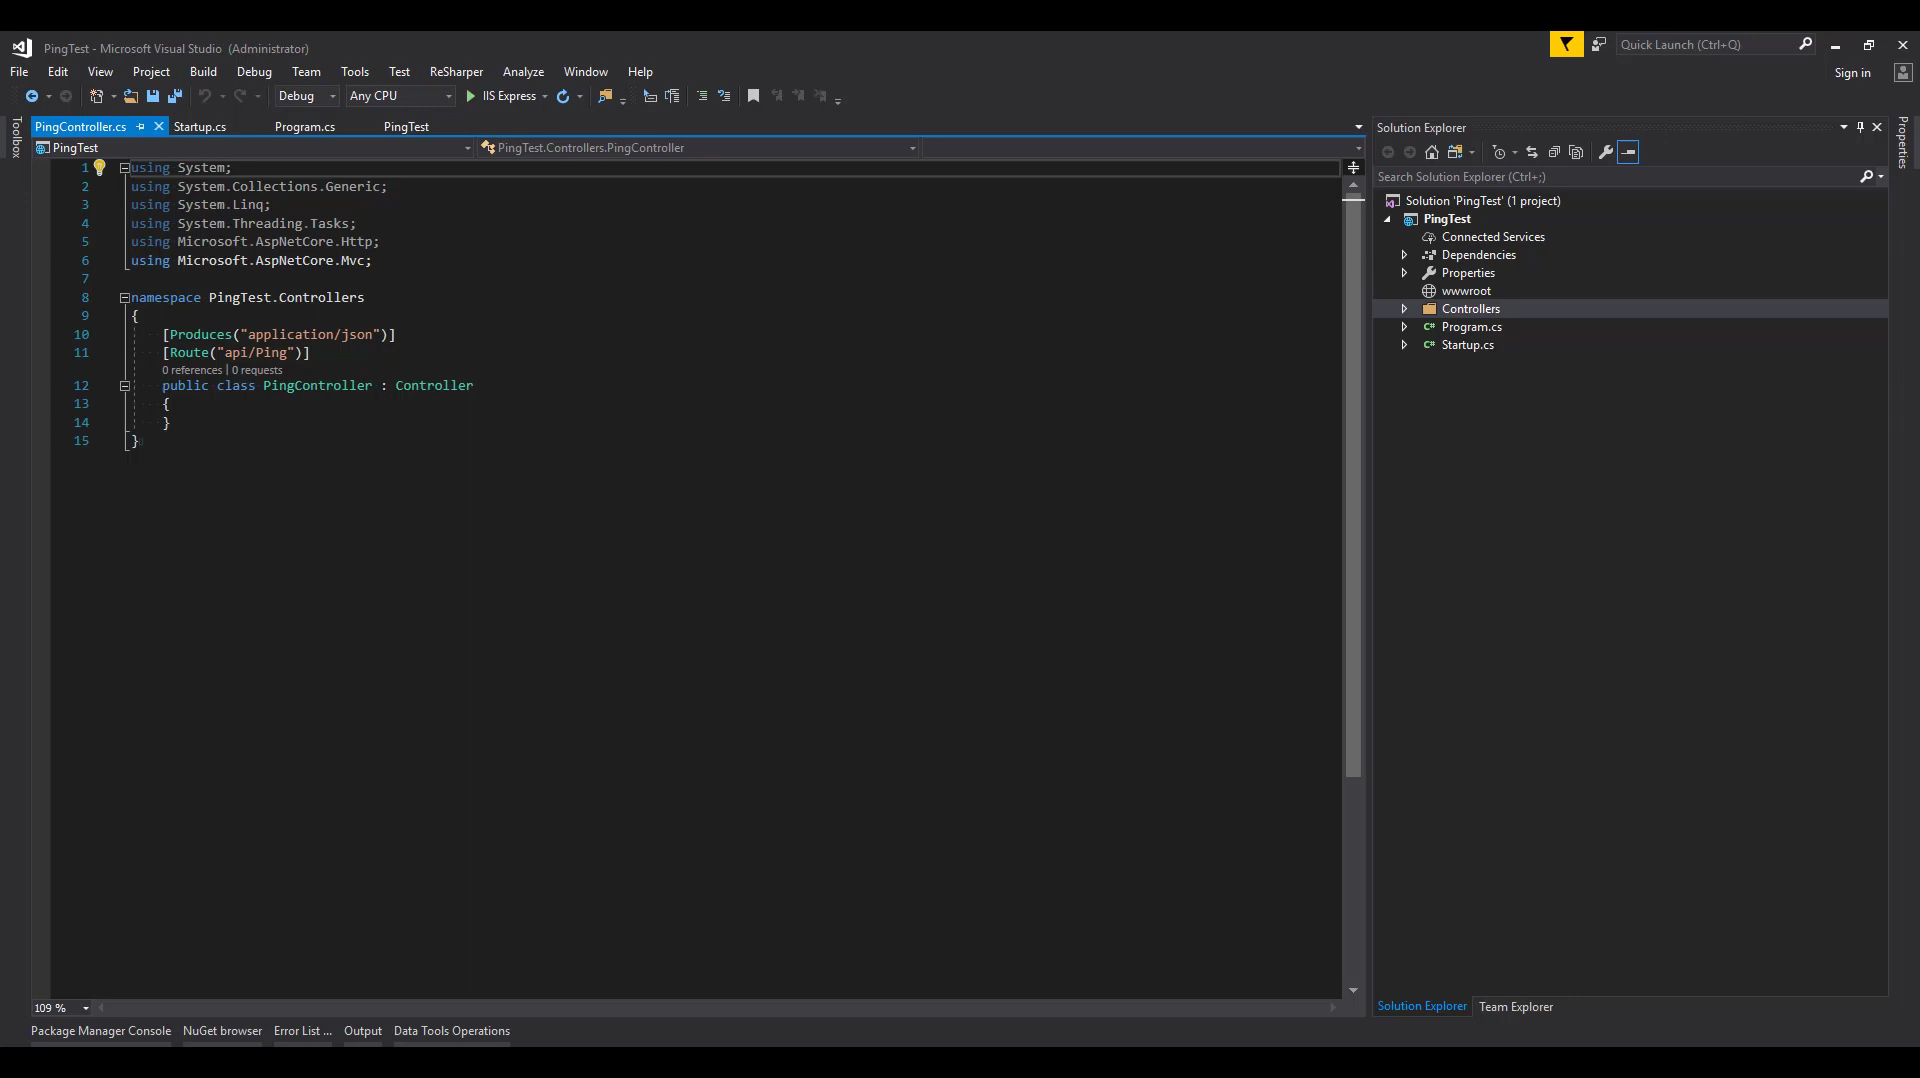 PingTest - Microsoft Visual Studio (Administrator)
Quick Launch (Ctrl+Q)
File Edit View Project Build Debug Team Tools Test ReSharper Analyze Window Help
Sign in
Debug Any CPU IIS Express
Toolbox
PingController.cs Startup.cs Program.cs PingTest
PingTest PingTest.Controllers.PingController
1 using System;
2 using System.Collections.Generic;
3 using System.Linq;
4 using System.Threading.Tasks;
5 using Microsoft.AspNetCore.Http;
6 using Microsoft.AspNetCore.Mvc;
7
8 namespace PingTest.Controllers
9 {
10 [Produces("application/json")]
11 [Route("api/Ping")]
0 references | 0 requests
12 public class PingController : Controller
13 {
14 }
15 }
109 %
Solution Explorer
Search Solution Explorer (Ctrl+;)
Solution 'PingTest' (1 project)
PingTest
Connected Services
Dependencies
Properties
wwwroot
Controllers
C# Program.cs
C# Startup.cs
Solution Explorer Team Explorer
Properties
Package Manager Console NuGet browser Error List ... Output Data Tools Operations